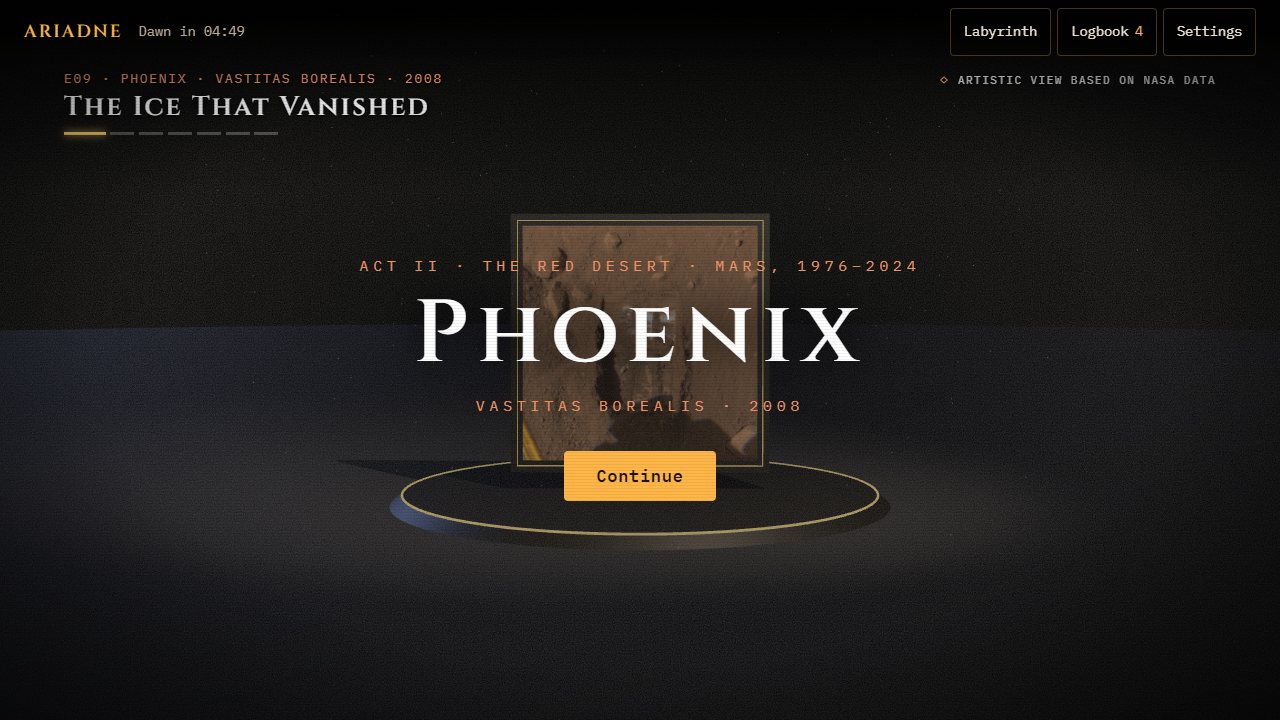 ARIADNE Dawn in 04:49
Labyrinth Logbook 4 Settings
E09 · PHOENIX · VASTITAS BOREALIS · 2008
◇ ARTISTIC VIEW BASED ON NASA DATA
The Ice That Vanished
ACT II · THE RED DESERT · MARS, 1976–2024
Phoenix
VASTITAS BOREALIS · 2008
Continue